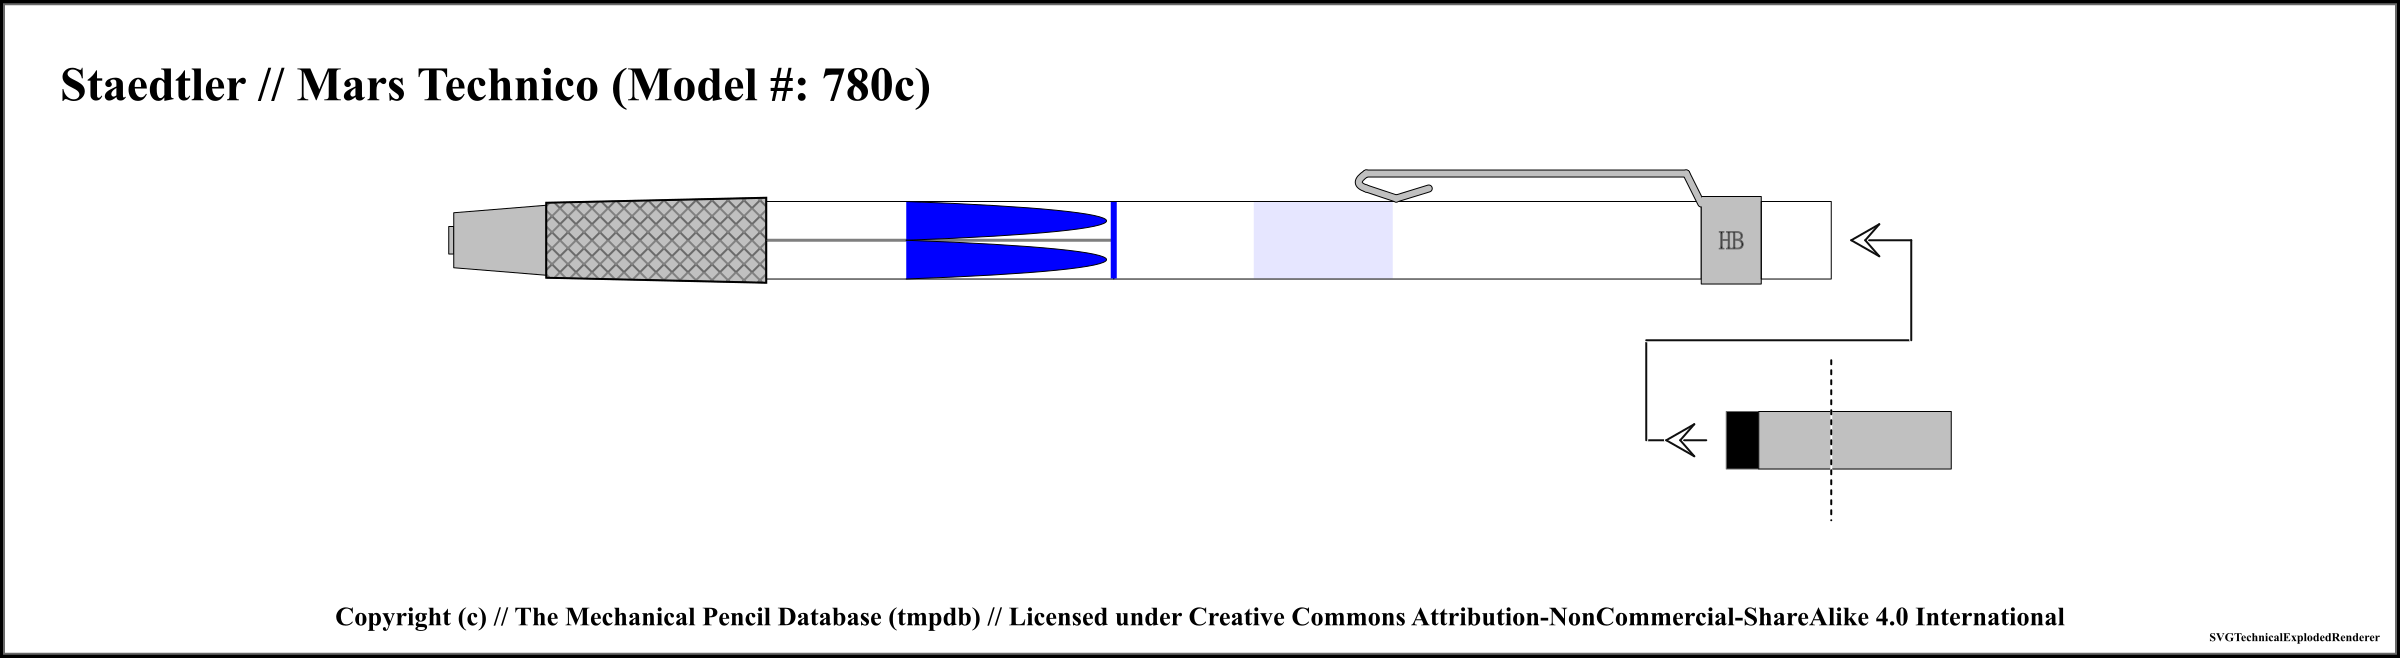 Staedtler // Mars Technico (Model #: 780c)
HB
Copyright (c) // The Mechanical Pencil Database (tmpdb) // Licensed under Creative Commons Attribution-NonCommercial-ShareAlike 4.0 International
SVGTechnicalExplodedRenderer